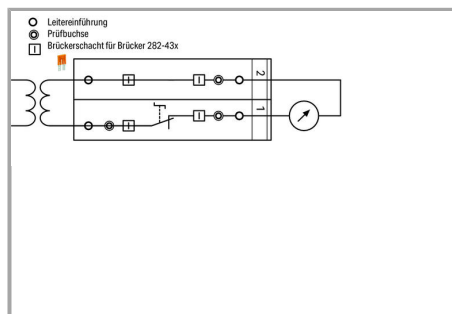 Leitereinführung
Prüfbuchse
Brückerschacht für Brücker 282-43x
2
1